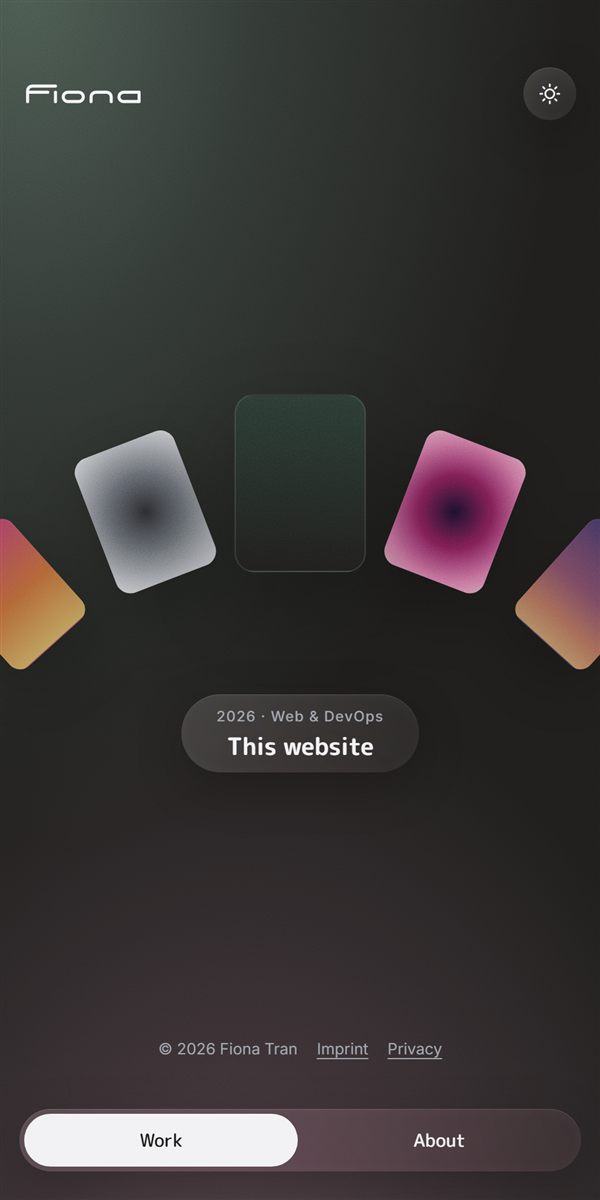 Fiona
2026 · Web & DevOps
This website
© 2026 Fiona Tran Imprint Privacy
Work About